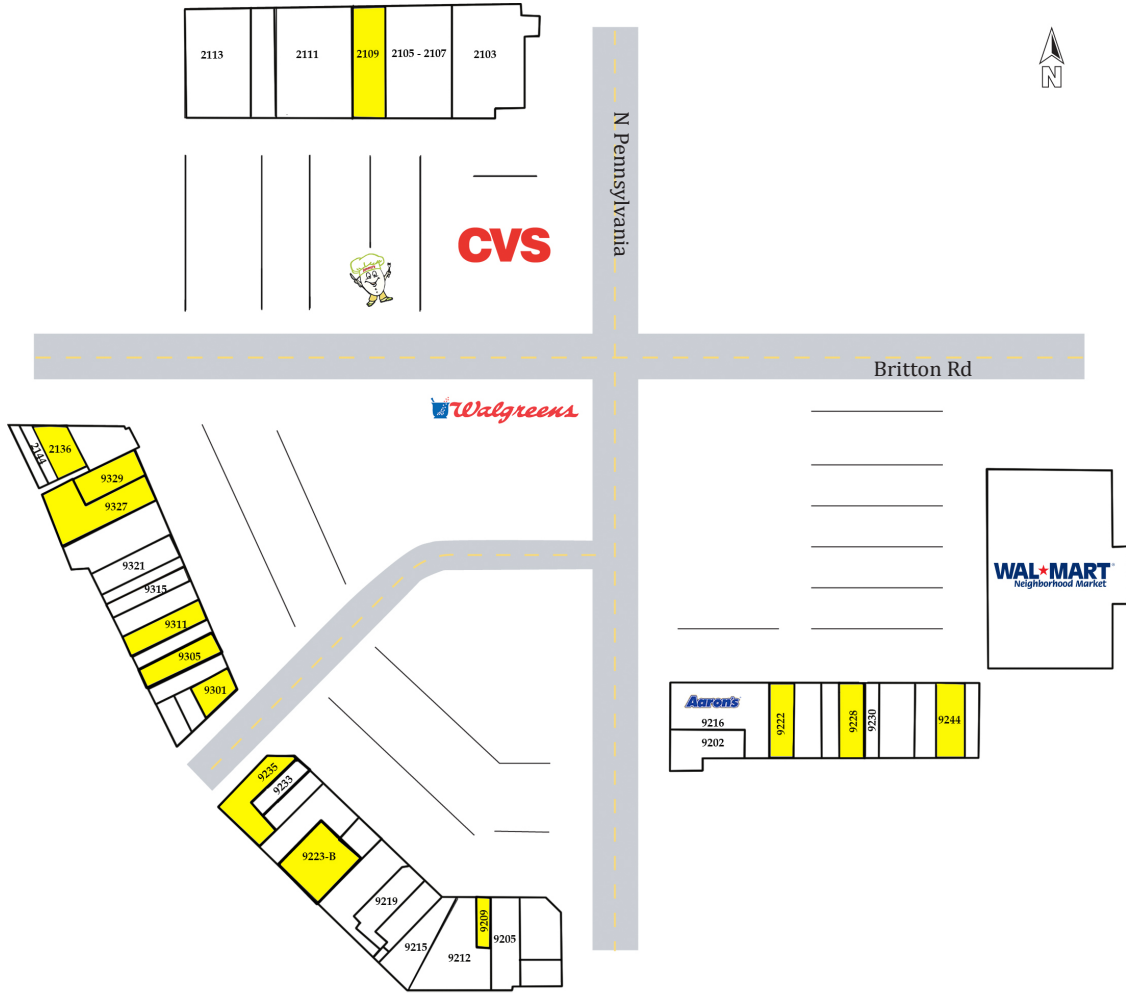 2113
2111
2109
2105 - 2107
2103
N
N Pennsylvania
CVS
Britton Rd
Walgreens
2144
2136
9329
9327
9321
9315
9311
9305
9301
WAL★MART
Neighborhood Market
Aaron's
9216
9202
9222
9228
9230
9244
9235
9233
9223-B
9219
9215
9212
9209
9205